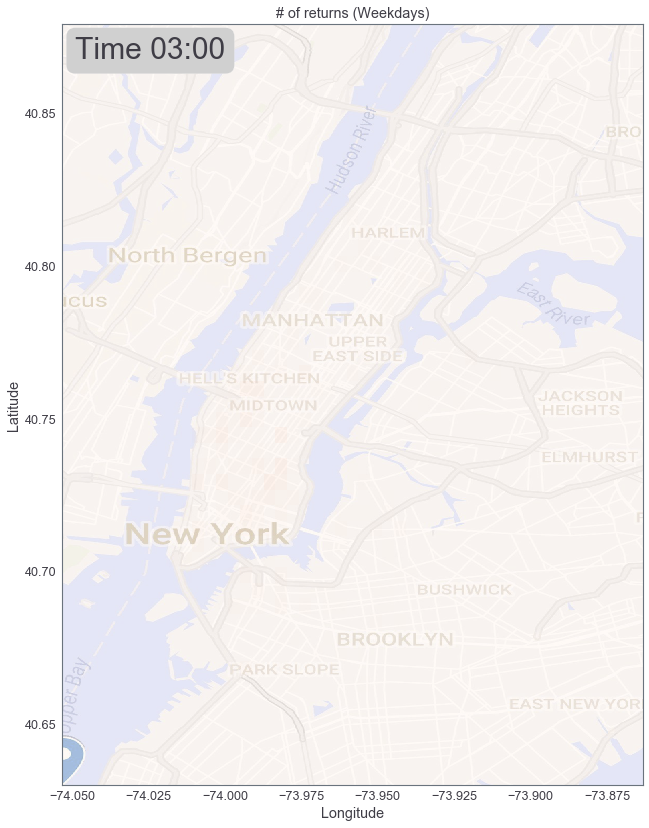 # of returns (Weekdays)
Time 03:00
40.85
Hudson River
BRO
HARLEM
40.80
North Bergen
East River
CUS
MANHATTAN
UPPER
EAST SIDE
HELL'S KITCHEN
MIDTOWN
JACKSON
HEIGHTS
Latitude
40.75
ELMHURST
New York
40.70
BUSHWICK
BROOKLYN
PARK SLOPE
Upper Bay
EAST NEW YOR
40.65
−74.050 −74.025 −74.000 −73.975 −73.950 −73.925 −73.900 −73.875
Longitude